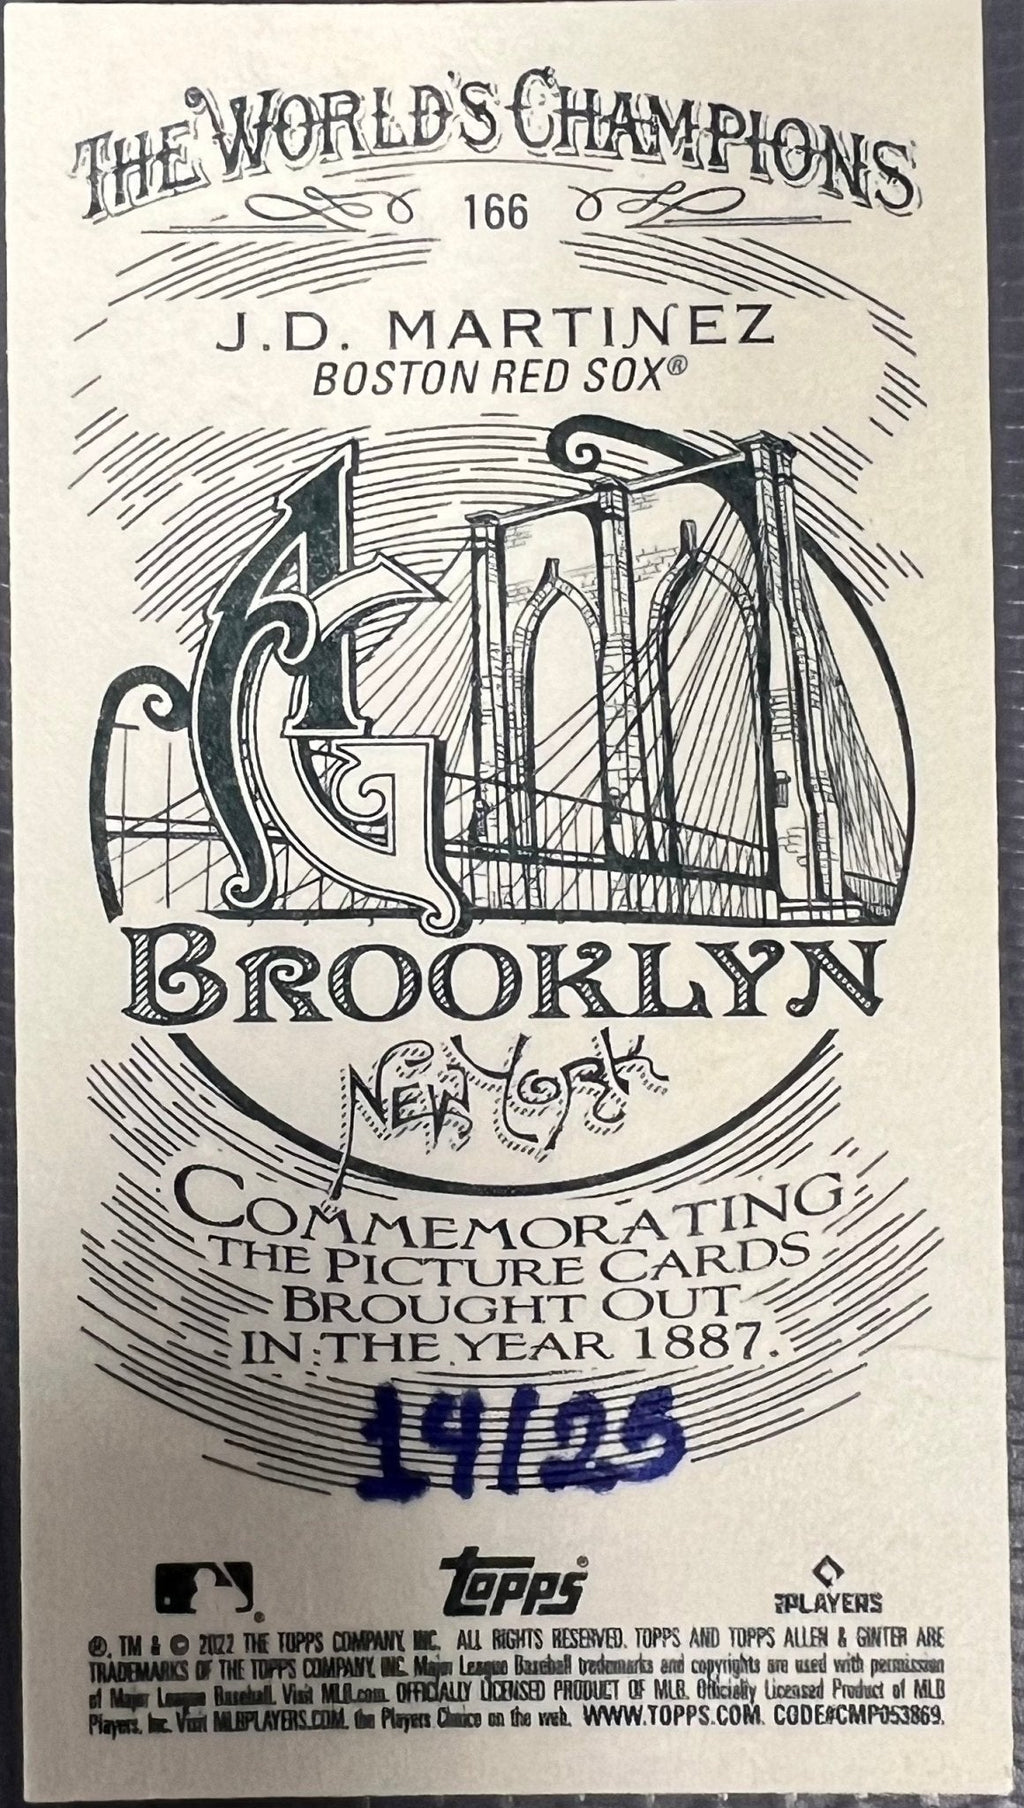 THE WORLD'S CHAMPIONS
166
J.D. MARTINEZ
BOSTON RED SOX®
AG
BROOKLYN
NEW YORK
COMMEMORATING
THE PICTURE CARDS
BROUGHT OUT
IN THE YEAR 1887.
14/25
topps®
MLB PLAYERS
®, TM & © 2022 THE TOPPS COMPANY, INC. ALL RIGHTS RESERVED. TOPPS AND TOPPS ALLEN & GINTER ARE
TRADEMARKS OF THE TOPPS COMPANY, INC. Major League Baseball trademarks and copyrights are used with permission
of Major League Baseball. Visit MLB.com. OFFICIALLY LICENSED PRODUCT OF MLB. Officially Licensed Product of MLB
Players, Inc. Visit MLBPLAYERS.COM, the Players Choice on the web. WWW.TOPPS.COM. CODE#CMP053869.